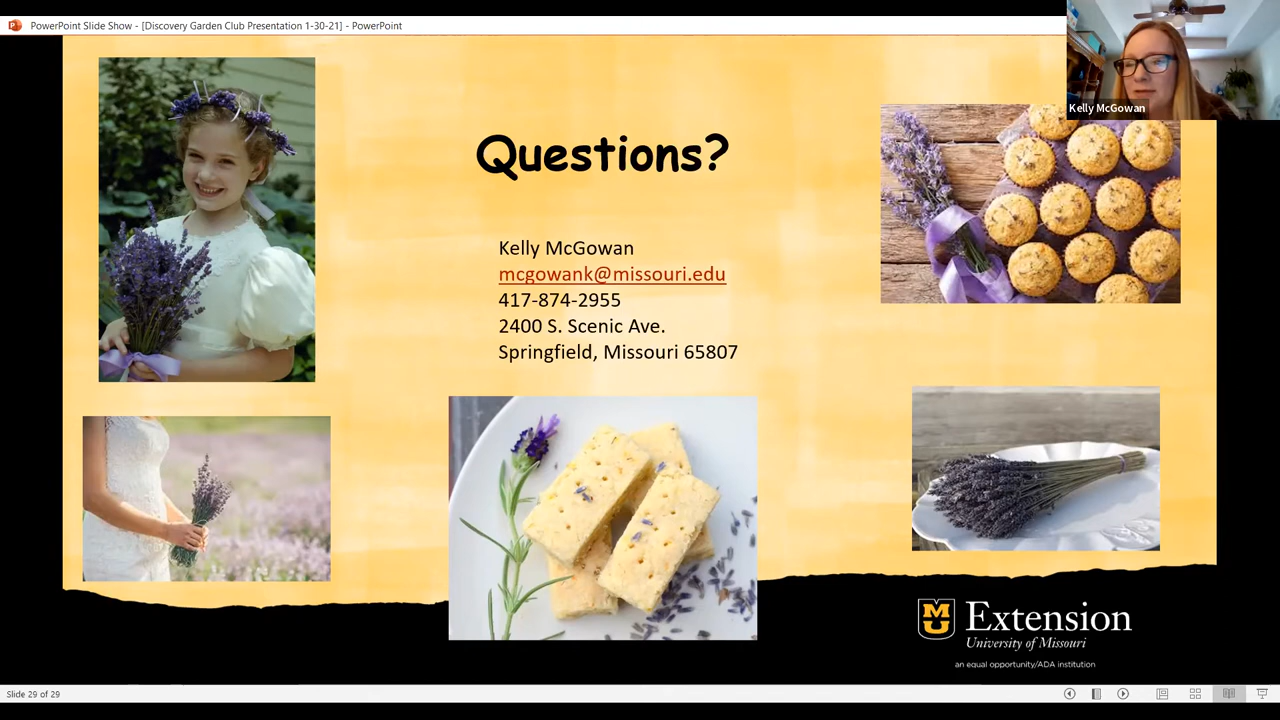 PowerPoint Slide Show - [Discovery Garden Club Presentation 1-30-21] - PowerPoint
Kelly McGowan
Questions?
Kelly McGowan
mcgowank@missouri.edu
417-874-2955
2400 S. Scenic Ave.
Springfield, Missouri 65807
MU Extension
University of Missouri
an equal opportunity/ADA institution
Slide 29 of 29